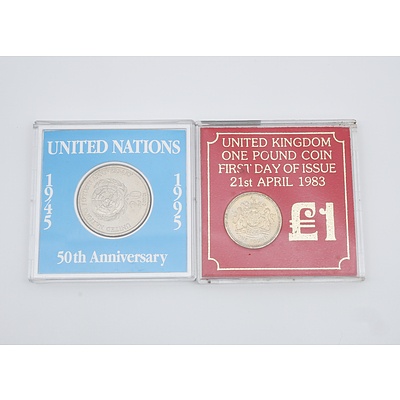 UNITED NATIONS
1945
1995
50th Anniversary
UNITED KINGDOM
ONE POUND COIN
FIRST DAY OF ISSUE
21st APRIL 1983
£1